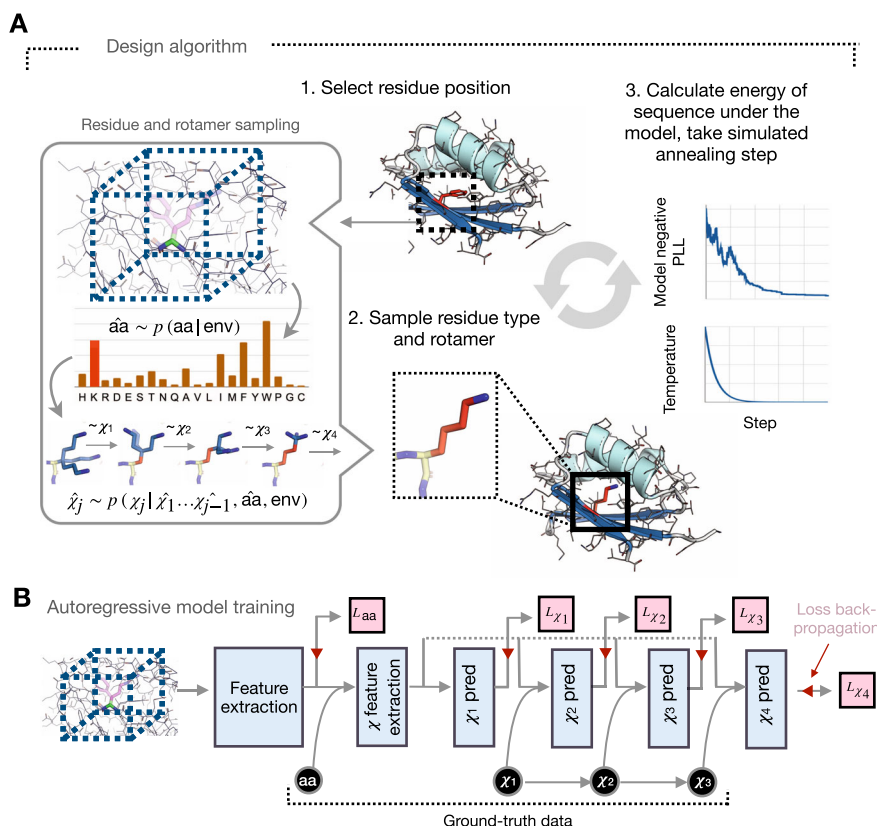 A
Design algorithm
1. Select residue position
3. Calculate energy of
sequence under the
model, take simulated
annealing step
Residue and rotamer sampling
Model negative
PLL
âa ~ p (aa | env)
2. Sample residue type
and rotamer
H K R D E S T N Q A V L I M F Y W P G C
Temperature
Step
~χ1 ~χ2 ~χ3 ~χ4
χ̂j ~ p (χj | χ̂1...χ̂j−1, âa, env)
B
Autoregressive model training
Laa
Lχ1
Lχ2
Lχ3
Loss back-
propagation
Feature
extraction
χ feature
extraction
χ1 pred
χ2 pred
χ3 pred
χ4 pred
Lχ4
aa
χ1
χ2
χ3
Ground-truth data